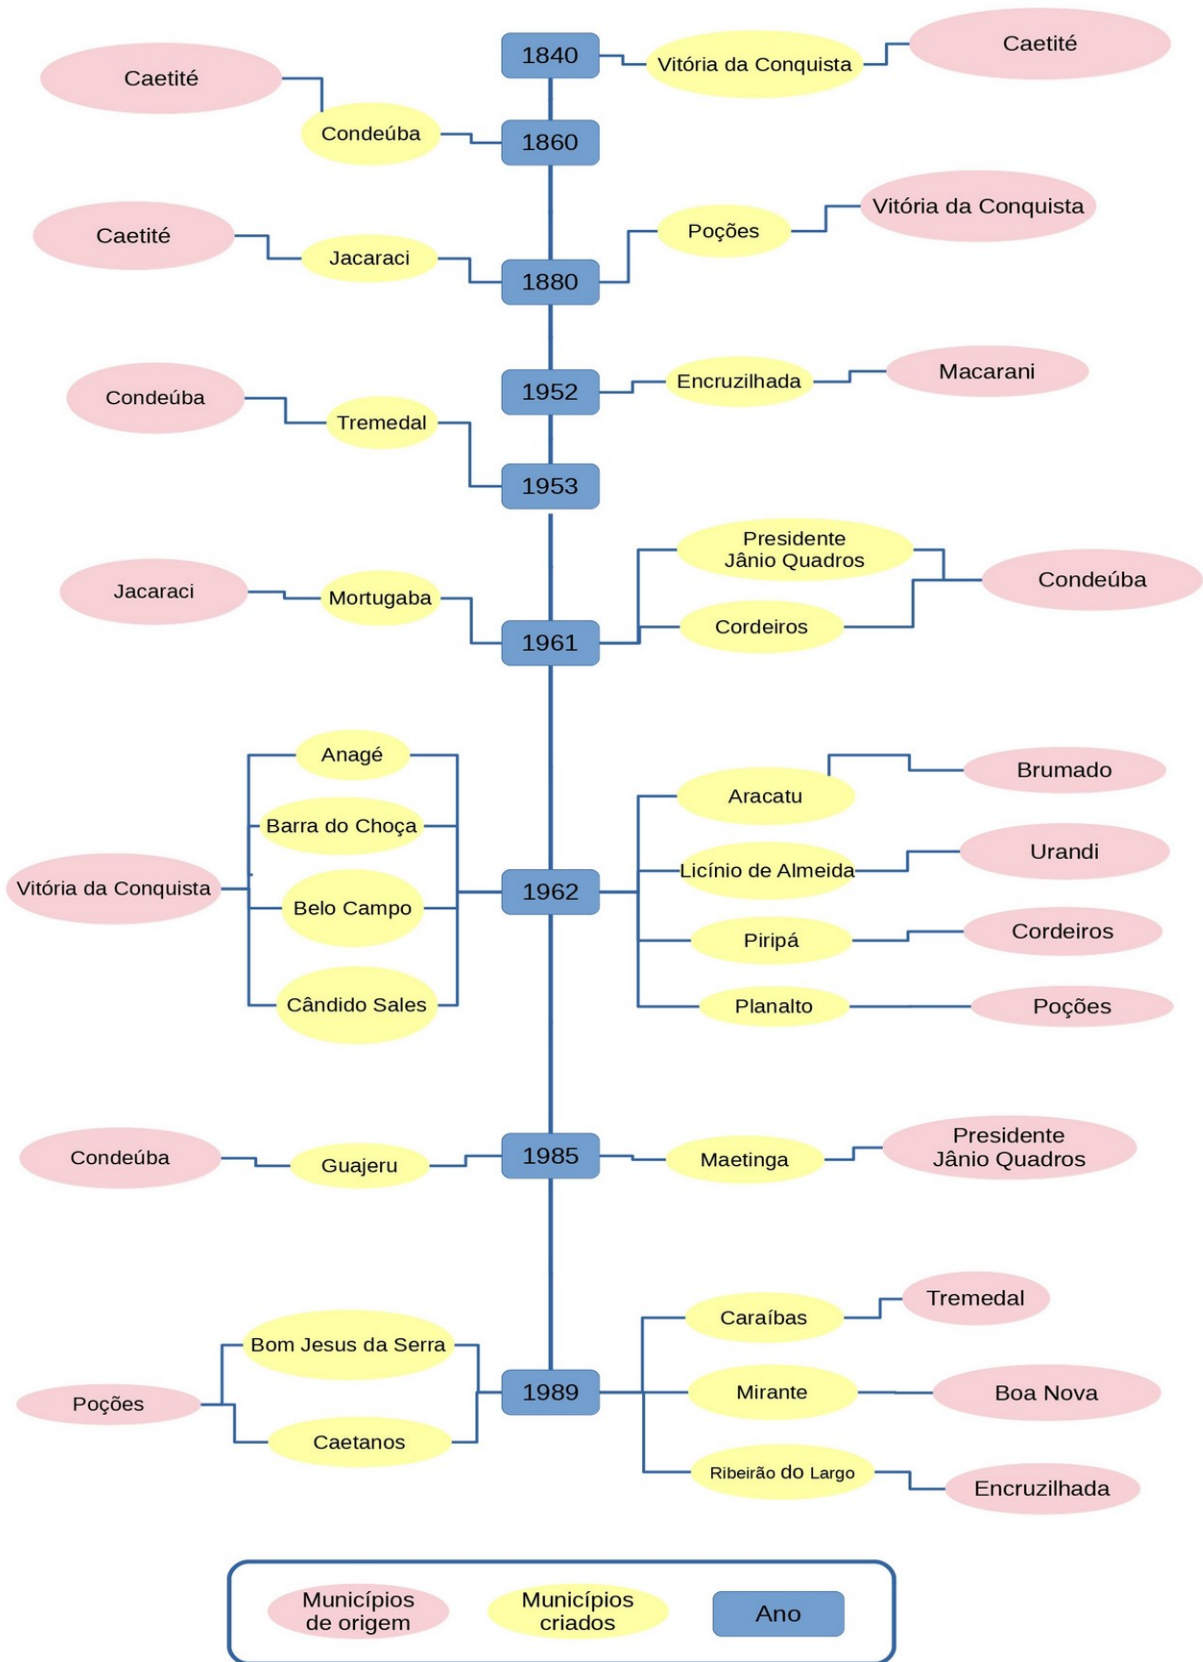 1840
Vitória da Conquista
Caetité
Caetité
Condeúba
1860
Caetité
Jacaraci
1880
Poções
Vitória da Conquista
1952
Encruzilhada
Macarani
Condeúba
Tremedal
1953
Jacaraci
Mortugaba
1961
Presidente
Jânio Quadros
Cordeiros
Condeúba
Vitória da Conquista
Anagé
Barra do Choça
Belo Campo
Cândido Sales
1962
Aracatu
Brumado
Licínio de Almeida
Urandi
Piripá
Cordeiros
Planalto
Poções
Condeúba
Guajeru
1985
Maetinga
Presidente
Jânio Quadros
Poções
Bom Jesus da Serra
Caetanos
1989
Caraíbas
Tremedal
Mirante
Boa Nova
Ribeirão do Largo
Encruzilhada
Municípios
de origem
Municípios
criados
Ano